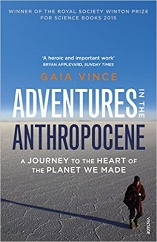 WINNER OF THE ROYAL SOCIETY WINTON PRIZE
FOR SCIENCE BOOKS 2015
'A heroic and important work'
BRYAN APPLEYARD, SUNDAY TIMES
GAIA VINCE
ADVENTURES IN THE
ANTHROPOCENE
A JOURNEY TO THE HEART OF
THE PLANET WE MADE
VINTAGE